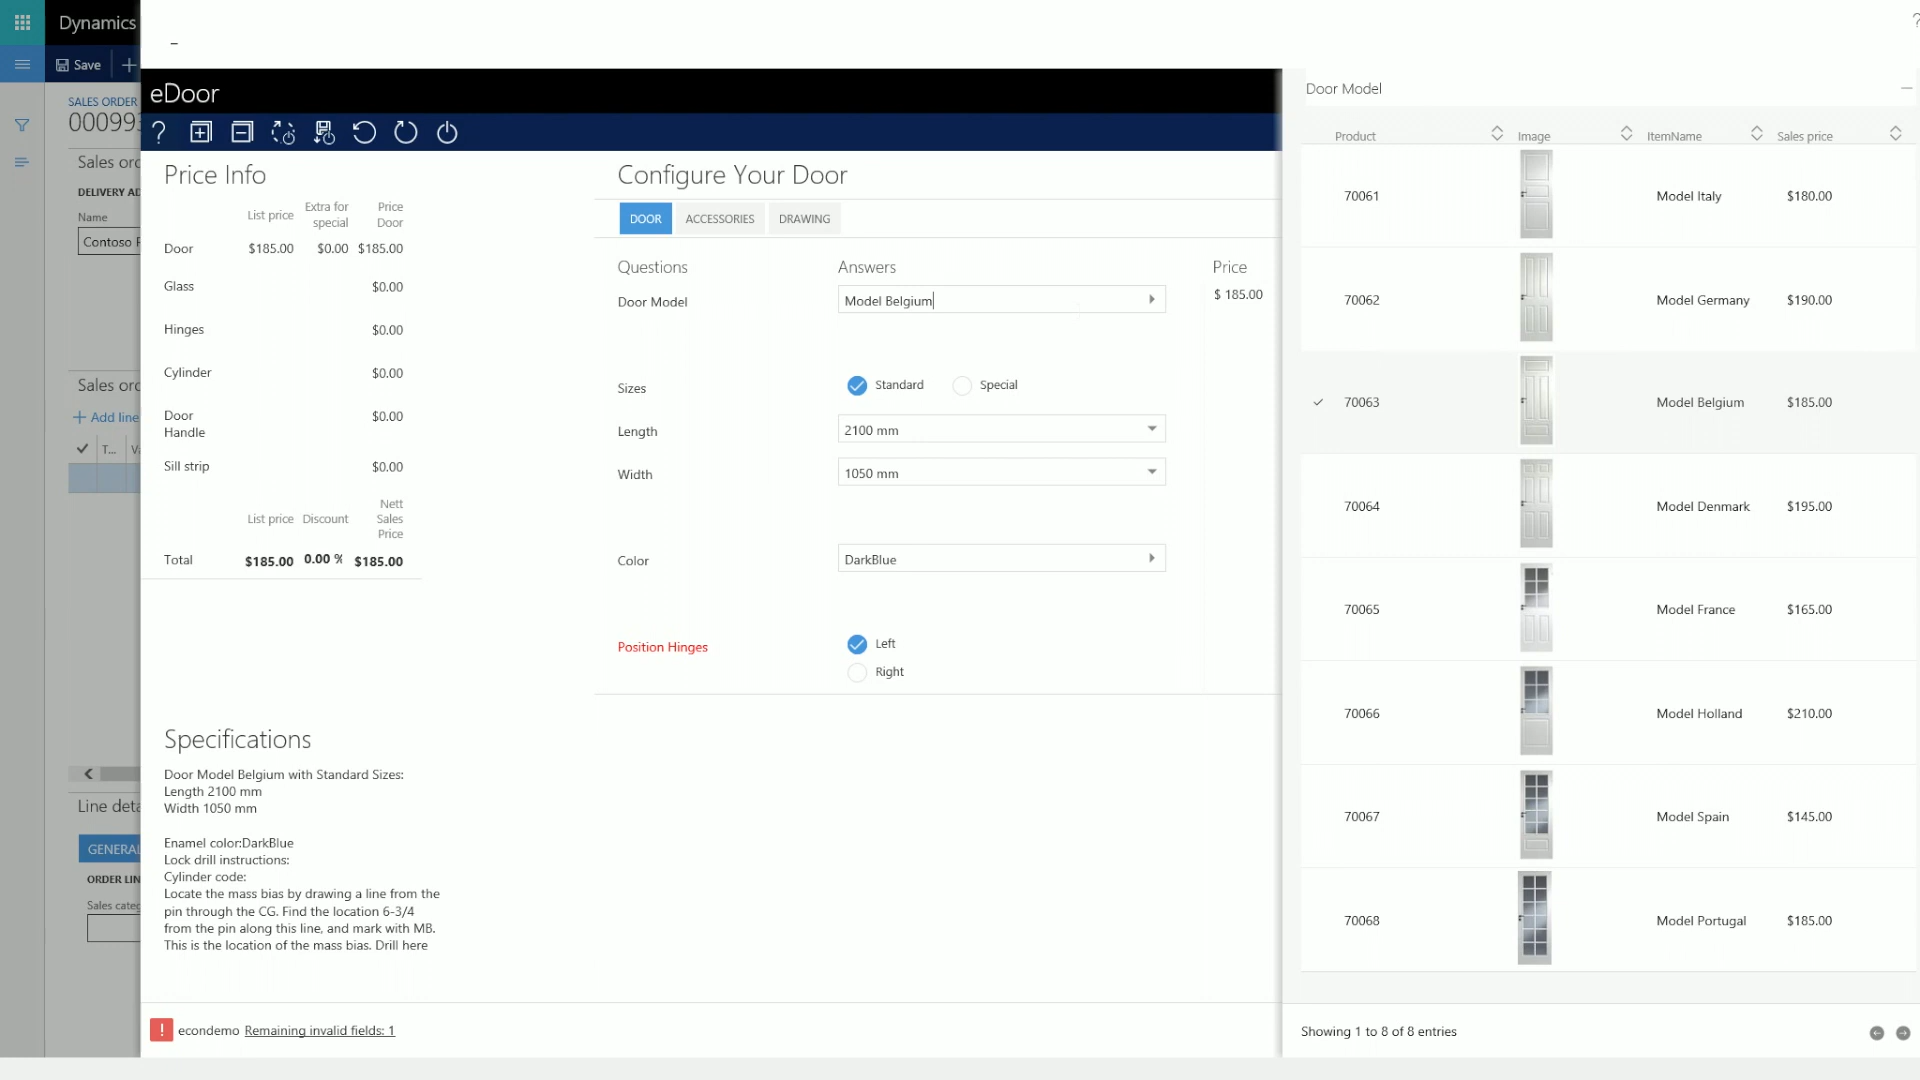 Dynamics
?
Save
eDoor
SALES ORDER
Sales ord
DELIVERY AD
Name
Contoso
Sales ord
Add line
T...
Line deta
GENERAL
ORDER LIN
Sales categ
?
Price Info
List price Extra for special Price Door
Door $185.00 $0.00 $185.00
Glass $0.00
Hinges $0.00
Cylinder $0.00
Door Handle $0.00
Sill strip $0.00
List price Discount Nett Sales Price
Total $185.00 0.00 % $185.00
Specifications
Door Model Belgium with Standard Sizes:
Length 2100 mm
Width 1050 mm
Enamel color:DarkBlue
Lock drill instructions:
Cylinder code:
Locate the mass bias by drawing a line from the
pin through the CG. Find the location 6-3/4
from the pin along this line, and mark with MB.
This is the location of the mass bias. Drill here
Configure Your Door
DOOR ACCESSORIES DRAWING
Questions Answers Price
Door Model Model Belgium $ 185.00
Sizes Standard Special
Length 2100 mm
Width 1050 mm
Color DarkBlue
Position Hinges Left
Right
! econdemo Remaining invalid fields: 1
Door Model
Product Image ItemName Sales price
70061 Model Italy $180.00
70062 Model Germany $190.00
70063 Model Belgium $185.00
70064 Model Denmark $195.00
70065 Model France $165.00
70066 Model Holland $210.00
70067 Model Spain $145.00
70068 Model Portugal $185.00
Showing 1 to 8 of 8 entries